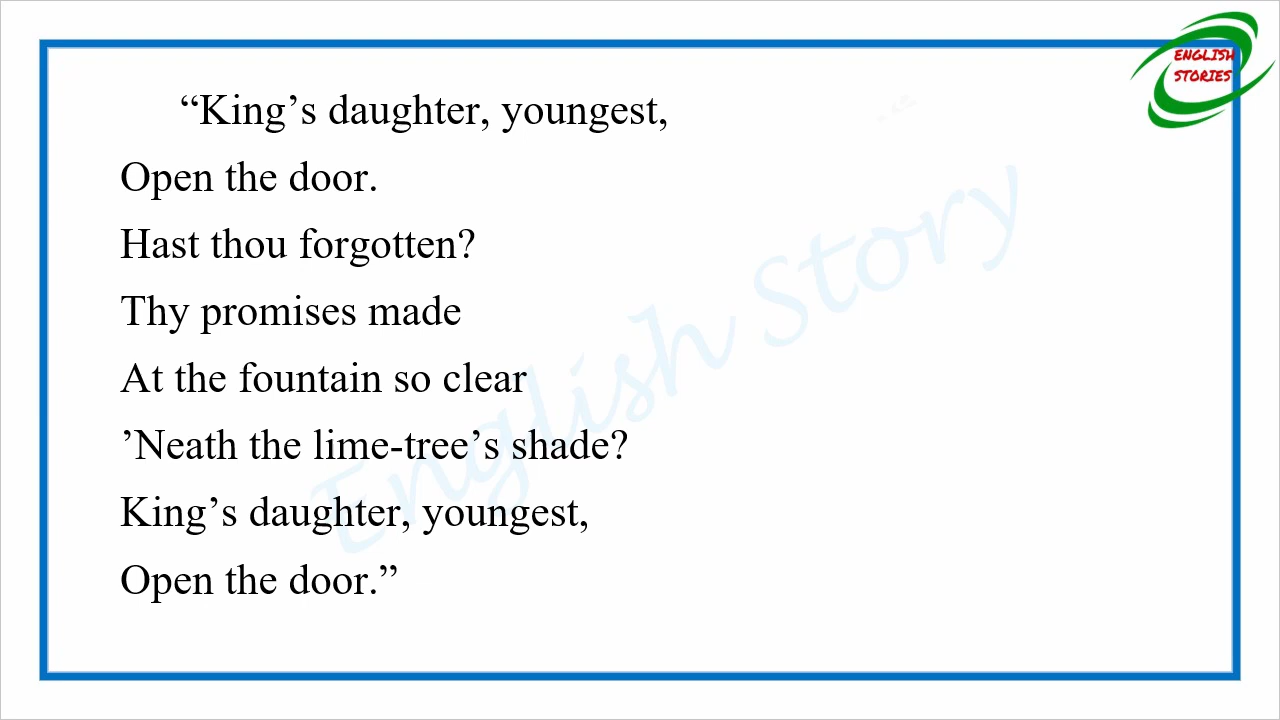 ENGLISH
STORIES
“King’s daughter, youngest,
Open the door.
Hast thou forgotten?
Thy promises made
At the fountain so clear
’Neath the lime-tree’s shade?
King’s daughter, youngest,
Open the door.”
English Story